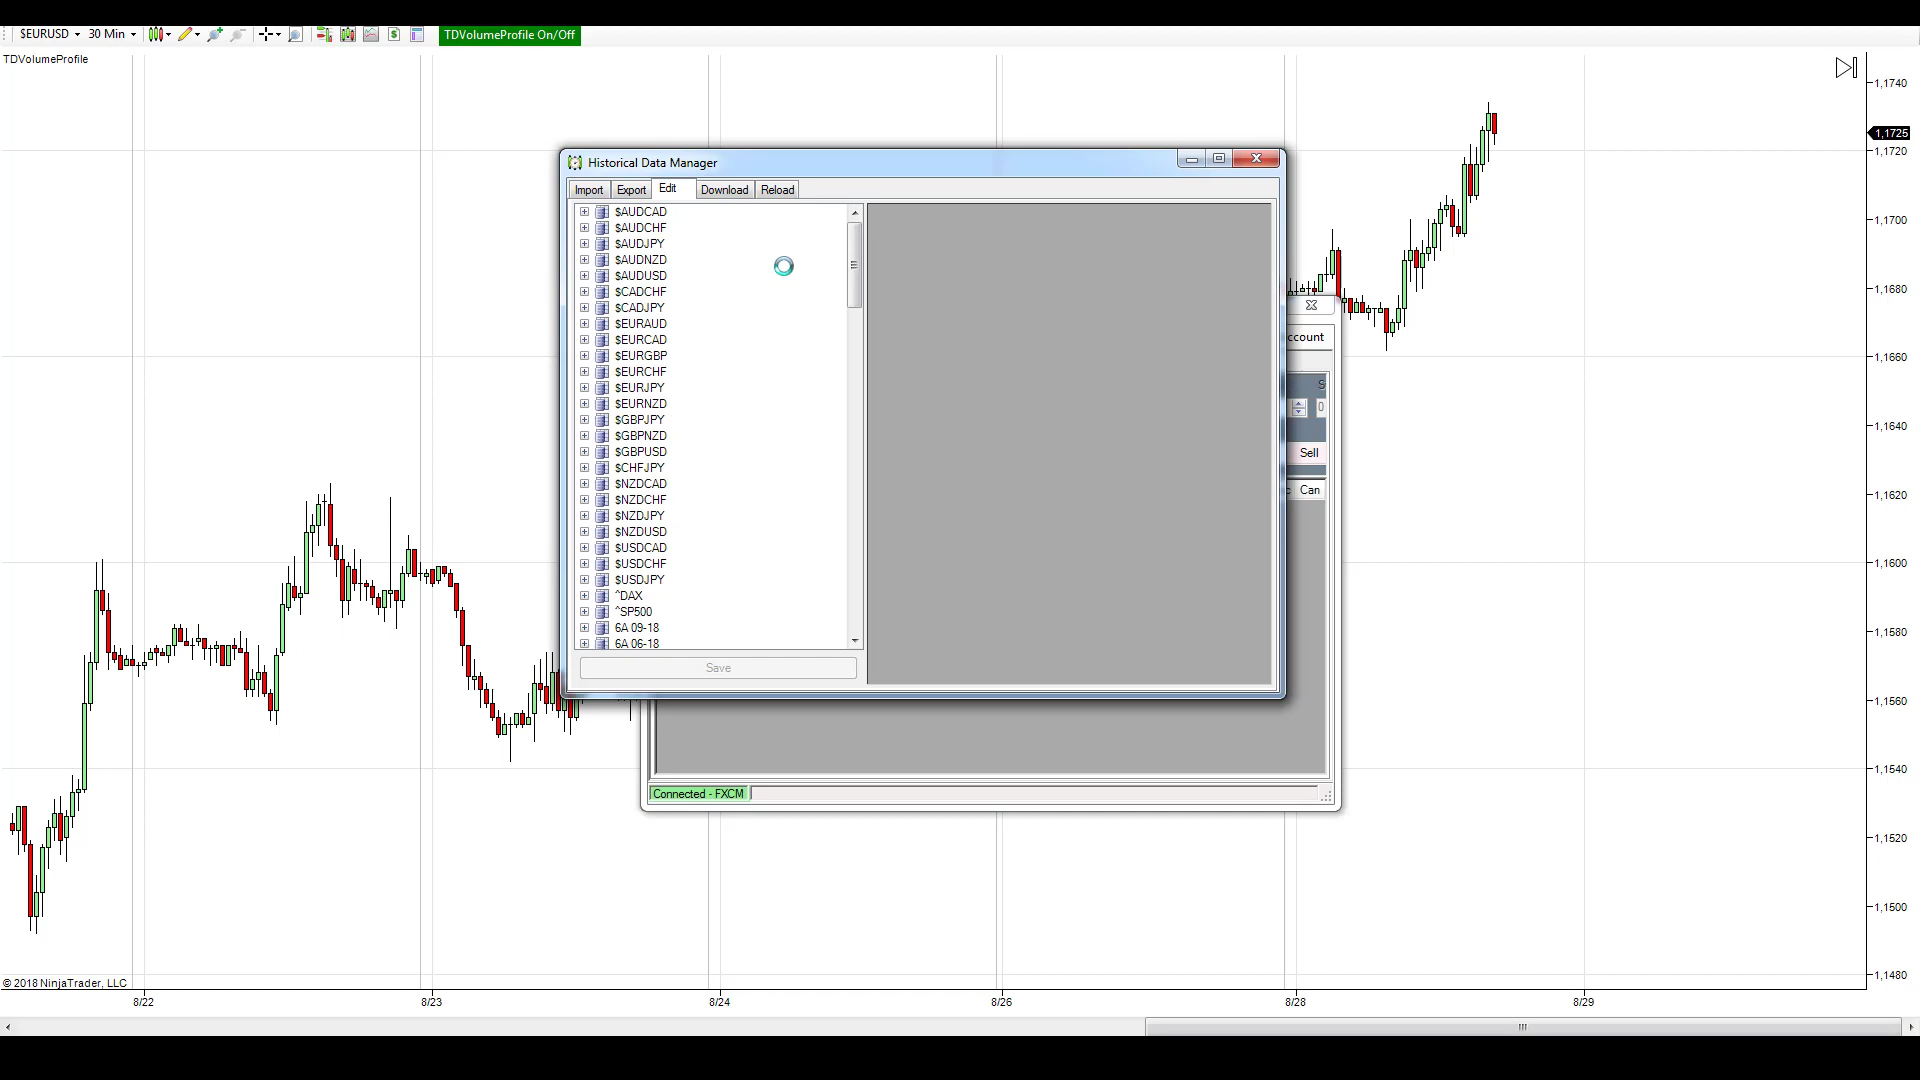 $EURUSD 30 Min TDVolumeProfile On/Off
TDVolumeProfile
Historical Data Manager
Import Export Edit Download Reload
$AUDCAD
$AUDCHF
$AUDJPY
$AUDNZD
$AUDUSD
$CADCHF
$CADJPY
$EURAUD
$EURCAD
$EURGBP
$EURCHF
$EURJPY
$EURNZD
$GBPJPY
$GBPNZD
$GBPUSD
$CHFJPY
$NZDCAD
$NZDCHF
$NZDJPY
$NZDUSD
$USDCAD
$USDCHF
$USDJPY
^DAX
^SP500
6A 09-18
6A 06-18
Save
ccount
S
0
Sell
c Can
Connected - FXCM
1,1740
1,1725
1,1720
1,1700
1,1680
1,1660
1,1640
1,1620
1,1600
1,1580
1,1560
1,1540
1,1520
1,1500
1,1480
© 2018 NinjaTrader, LLC
8/22 8/23 8/24 8/26 8/28 8/29